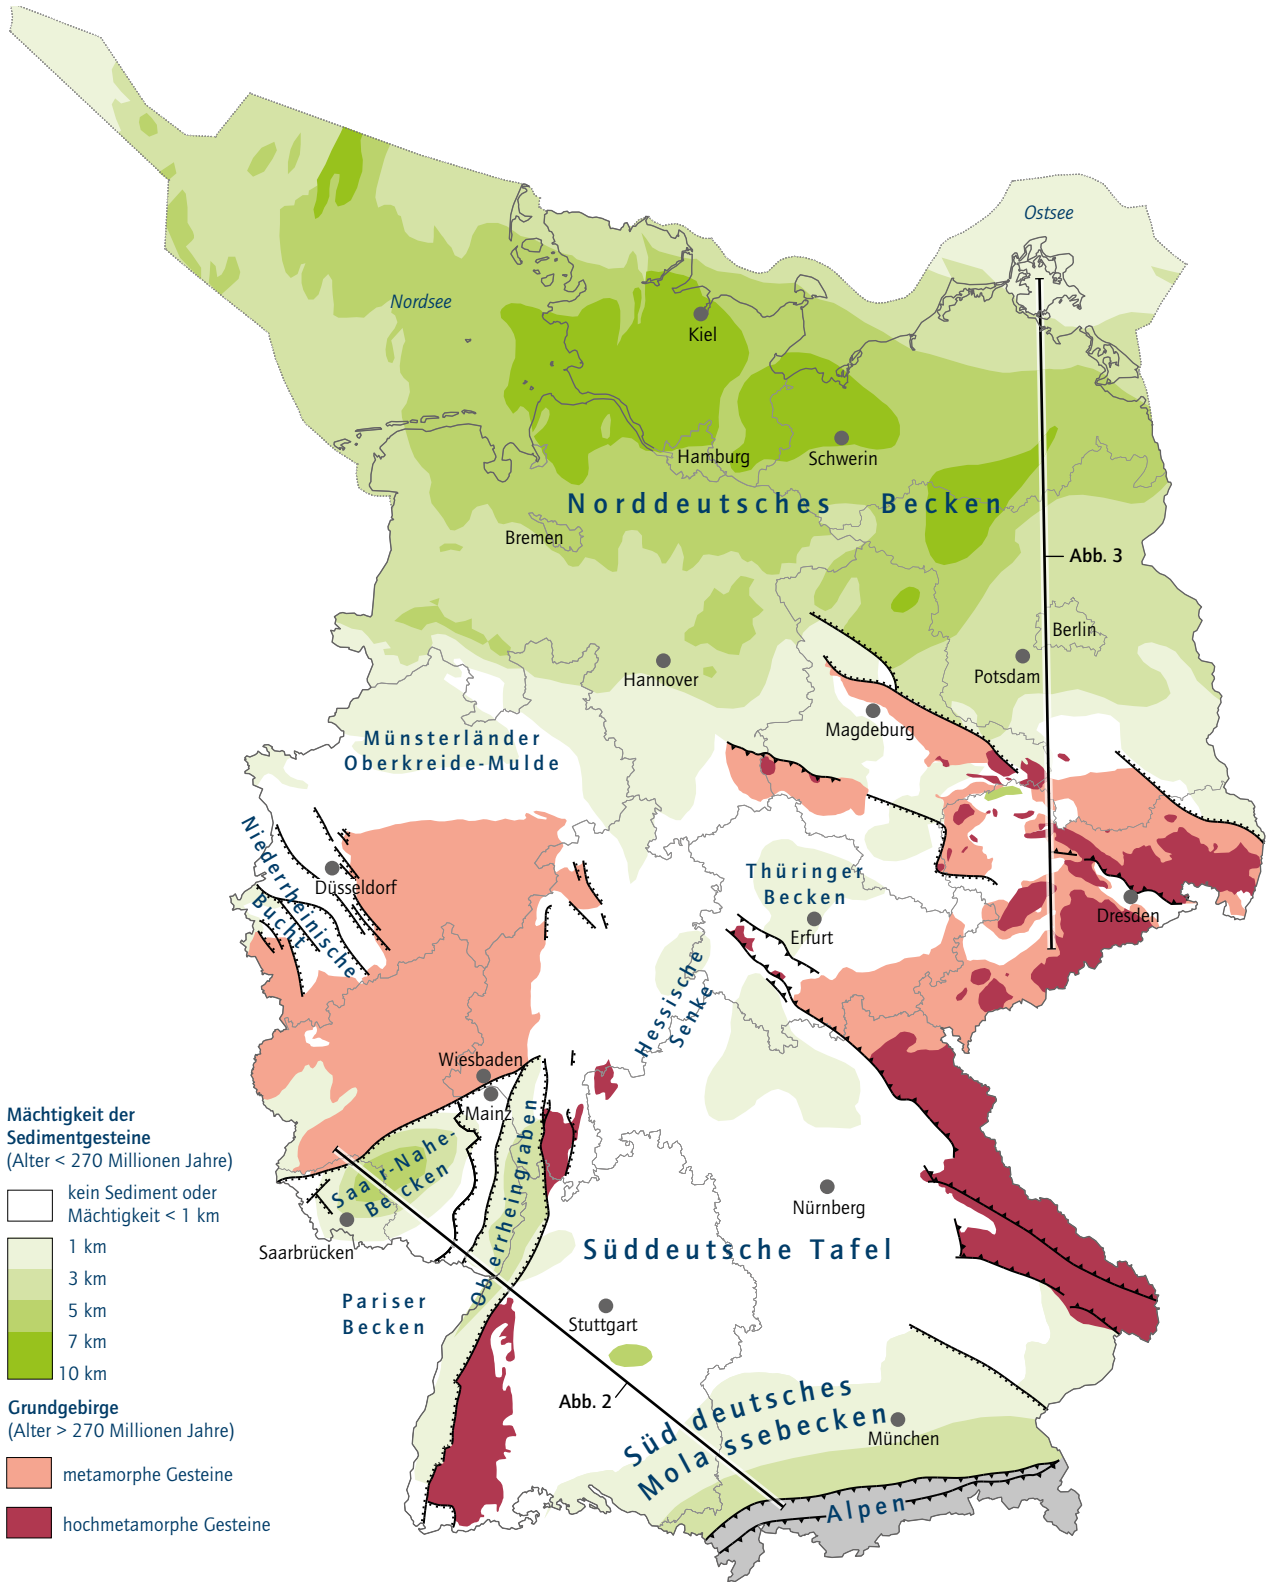 Ostsee
Nordsee
Kiel
Hamburg
Schwerin
Norddeutsches Becken
Bremen
Abb. 3
Berlin
Hannover
Potsdam
Magdeburg
Münsterländer
Oberkreide-Mulde
Niederrheinische
Bucht
Düsseldorf
Thüringer
Becken
Erfurt
Dresden
Hessische
Senke
Wiesbaden
Mainz
Saar-Nahe-
Becken
Oberrheingraben
Saarbrücken
Nürnberg
Süddeutsche Tafel
Pariser
Becken
Stuttgart
Abb. 2
Süddeutsches
Molassebecken
München
Alpen
Mächtigkeit der
Sedimentgesteine
(Alter < 270 Millionen Jahre)
kein Sediment oder
Mächtigkeit < 1 km
1 km
3 km
5 km
7 km
10 km
Grundgebirge
(Alter > 270 Millionen Jahre)
metamorphe Gesteine
hochmetamorphe Gesteine